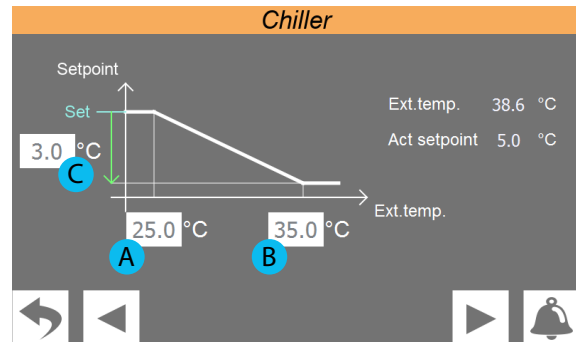 Chiller
Setpoint
Set
Ext.temp. 38.6 °C
Act setpoint 5.0 °C
3.0 °C
C
Ext.temp.
25.0 °C
35.0 °C
A
B